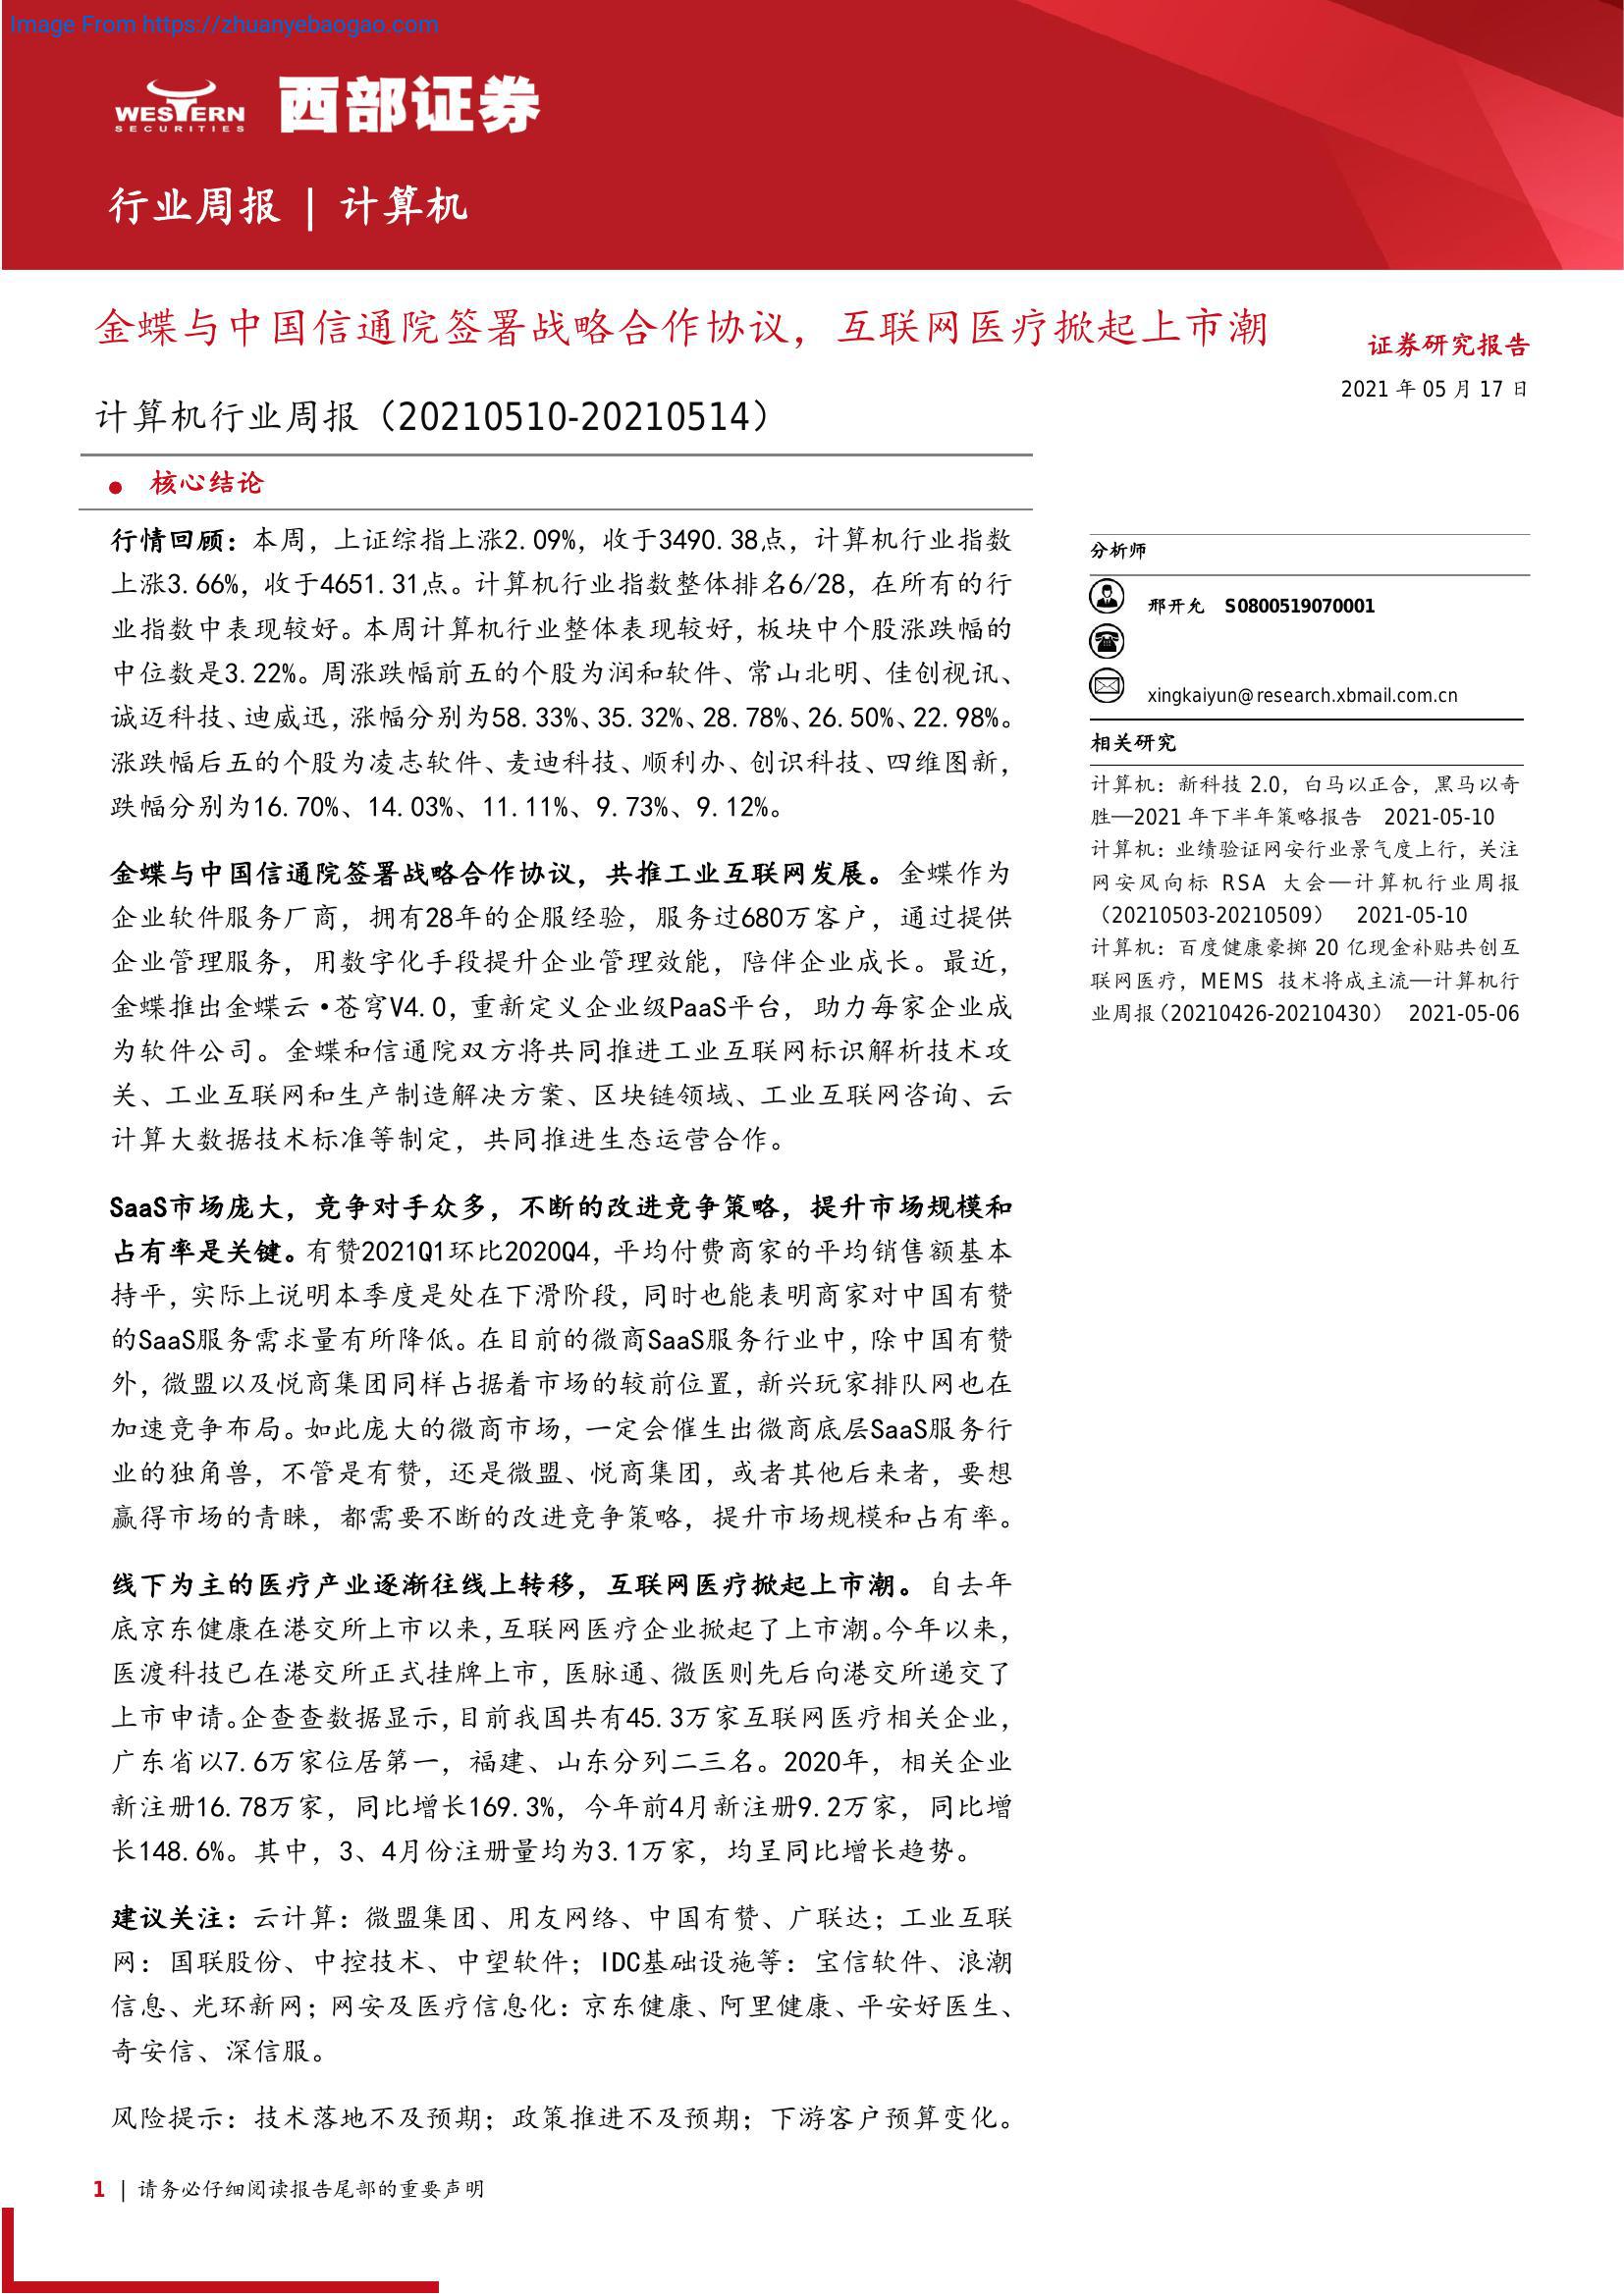 Image From https://zhuanyebaogao.com
WESTERN
SECURITIES
西部证券
行业周报 | 计算机
金蝶与中国信通院签署战略合作协议，互联网医疗掀起上市潮
计算机行业周报（20210510-20210514）
证券研究报告
2021 年 05 月 17 日
● 核心结论
行情回顾：本周，上证综指上涨2.09%，收于3490.38点，计算机行业指数
上涨3.66%，收于4651.31点。计算机行业指数整体排名6/28，在所有的行
业指数中表现较好。本周计算机行业整体表现较好，板块中个股涨跌幅的
中位数是3.22%。周涨跌幅前五的个股为润和软件、常山北明、佳创视讯、
诚迈科技、迪威迅，涨幅分别为58.33%、35.32%、28.78%、26.50%、22.98%。
涨跌幅后五的个股为凌志软件、麦迪科技、顺利办、创识科技、四维图新，
跌幅分别为16.70%、14.03%、11.11%、9.73%、9.12%。
金蝶与中国信通院签署战略合作协议，共推工业互联网发展。金蝶作为
企业软件服务厂商，拥有28年的企服经验，服务过680万客户，通过提供
企业管理服务，用数字化手段提升企业管理效能，陪伴企业成长。最近，
金蝶推出金蝶云·苍穹V4.0，重新定义企业级PaaS平台，助力每家企业成
为软件公司。金蝶和信通院双方将共同推进工业互联网标识解析技术攻
关、工业互联网和生产制造解决方案、区块链领域、工业互联网咨询、云
计算大数据技术标准等制定，共同推进生态运营合作。
SaaS市场庞大，竞争对手众多，不断的改进竞争策略，提升市场规模和
占有率是关键。有赞2021Q1环比2020Q4，平均付费商家的平均销售额基本
持平，实际上说明本季度是处在下滑阶段，同时也能表明商家对中国有赞
的SaaS服务需求量有所降低。在目前的微商SaaS服务行业中，除中国有赞
外，微盟以及悦商集团同样占据着市场的较前位置，新兴玩家排队网也在
加速竞争布局。如此庞大的微商市场，一定会催生出微商底层SaaS服务行
业的独角兽，不管是有赞，还是微盟、悦商集团，或者其他后来者，要想
赢得市场的青睐，都需要不断的改进竞争策略，提升市场规模和占有率。
线下为主的医疗产业逐渐往线上转移，互联网医疗掀起上市潮。自去年
底京东健康在港交所上市以来，互联网医疗企业掀起了上市潮。今年以来，
医渡科技已在港交所正式挂牌上市，医脉通、微医则先后向港交所递交了
上市申请。企查查数据显示，目前我国共有45.3万家互联网医疗相关企业，
广东省以7.6万家位居第一，福建、山东分列二三名。2020年，相关企业
新注册16.78万家，同比增长169.3%，今年前4月新注册9.2万家，同比增
长148.6%。其中，3、4月份注册量均为3.1万家，均呈同比增长趋势。
建议关注：云计算：微盟集团、用友网络、中国有赞、广联达；工业互联
网：国联股份、中控技术、中望软件；IDC基础设施等：宝信软件、浪潮
信息、光环新网；网安及医疗信息化：京东健康、阿里健康、平安好医生、
奇安信、深信服。
风险提示：技术落地不及预期；政策推进不及预期；下游客户预算变化。
分析师
邢开允 S0800519070001
xingkaiyun@research.xbmail.com.cn
相关研究
计算机：新科技 2.0，白马以正合，黑马以奇
胜—2021 年下半年策略报告 2021-05-10
计算机：业绩验证网安行业景气度上行，关注
网安风向标 RSA 大会—计算机行业周报
（20210503-20210509） 2021-05-10
计算机：百度健康豪掷 20 亿现金补贴共创互
联网医疗，MEMS 技术将成主流—计算机行
业周报（20210426-20210430） 2021-05-06
1 | 请务必仔细阅读报告尾部的重要声明